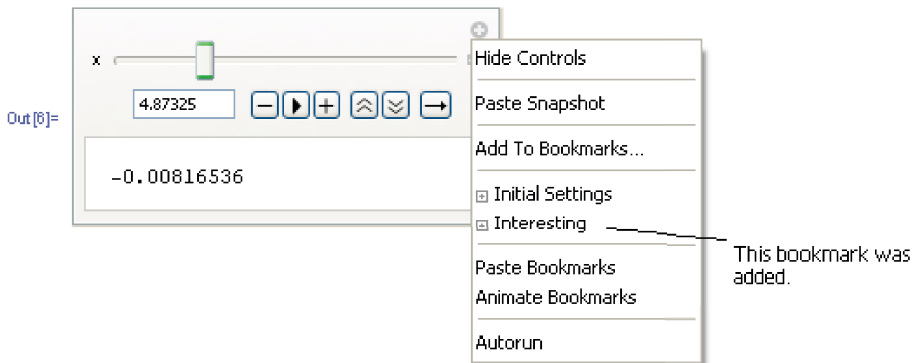 x
4.87325
Out[6]=
-0.00816536
Hide Controls
Paste Snapshot
Add To Bookmarks...
Initial Settings
Interesting
Paste Bookmarks
Animate Bookmarks
Autorun
This bookmark was
added.